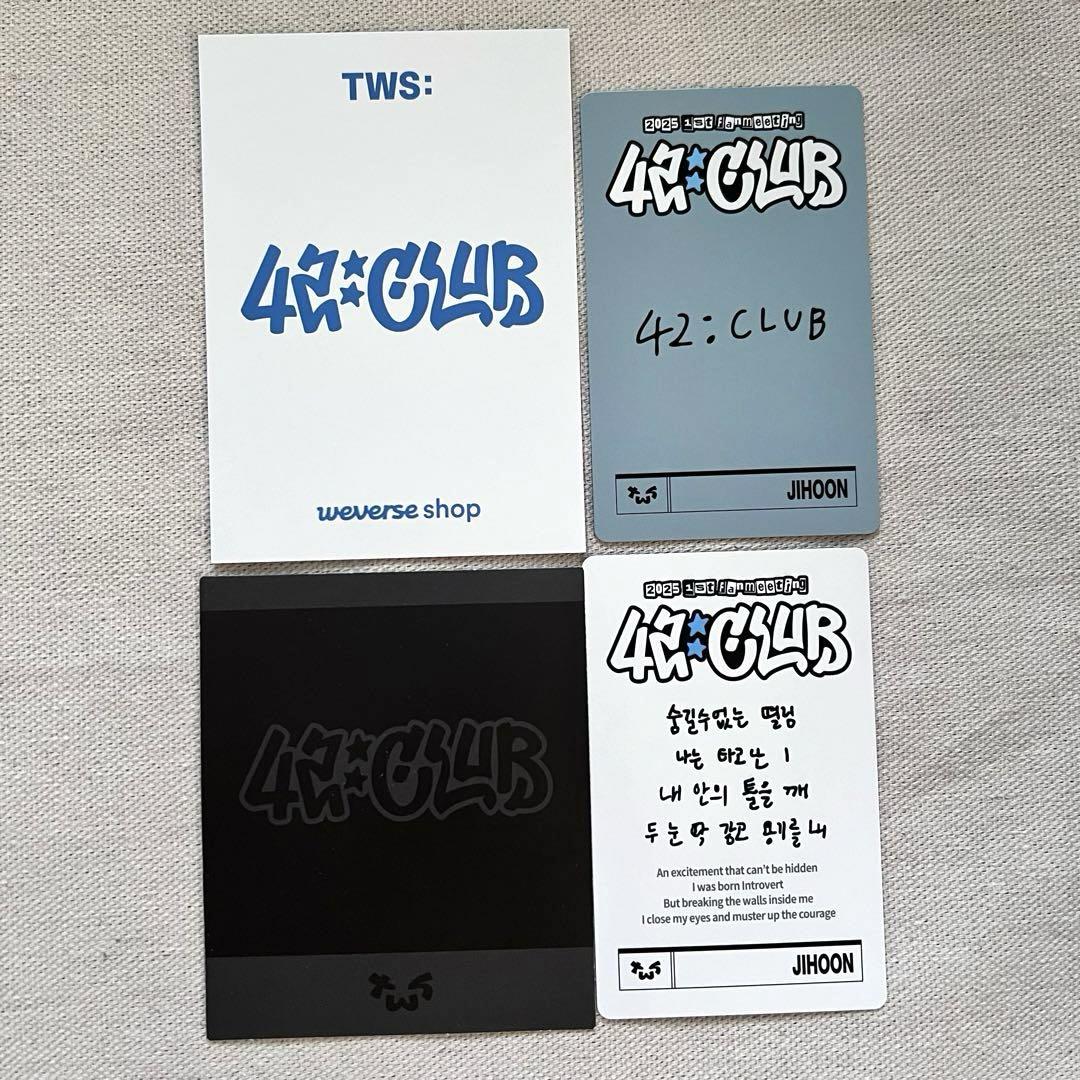 TWS:
42:CLUB
weverse shop
2025 1st fanmeeting
42:CLUB
42:CLUB
JIHOON
42:CLUB
2025 1st fanmeeting
42:CLUB
숨길수없는 떨림
나는 타고난 I
내 안의 틀을 깨
두 눈 딱 감고 용기를 내
An excitement that can't be hidden
I was born Introvert
But breaking the walls inside me
I close my eyes and muster up the courage
JIHOON